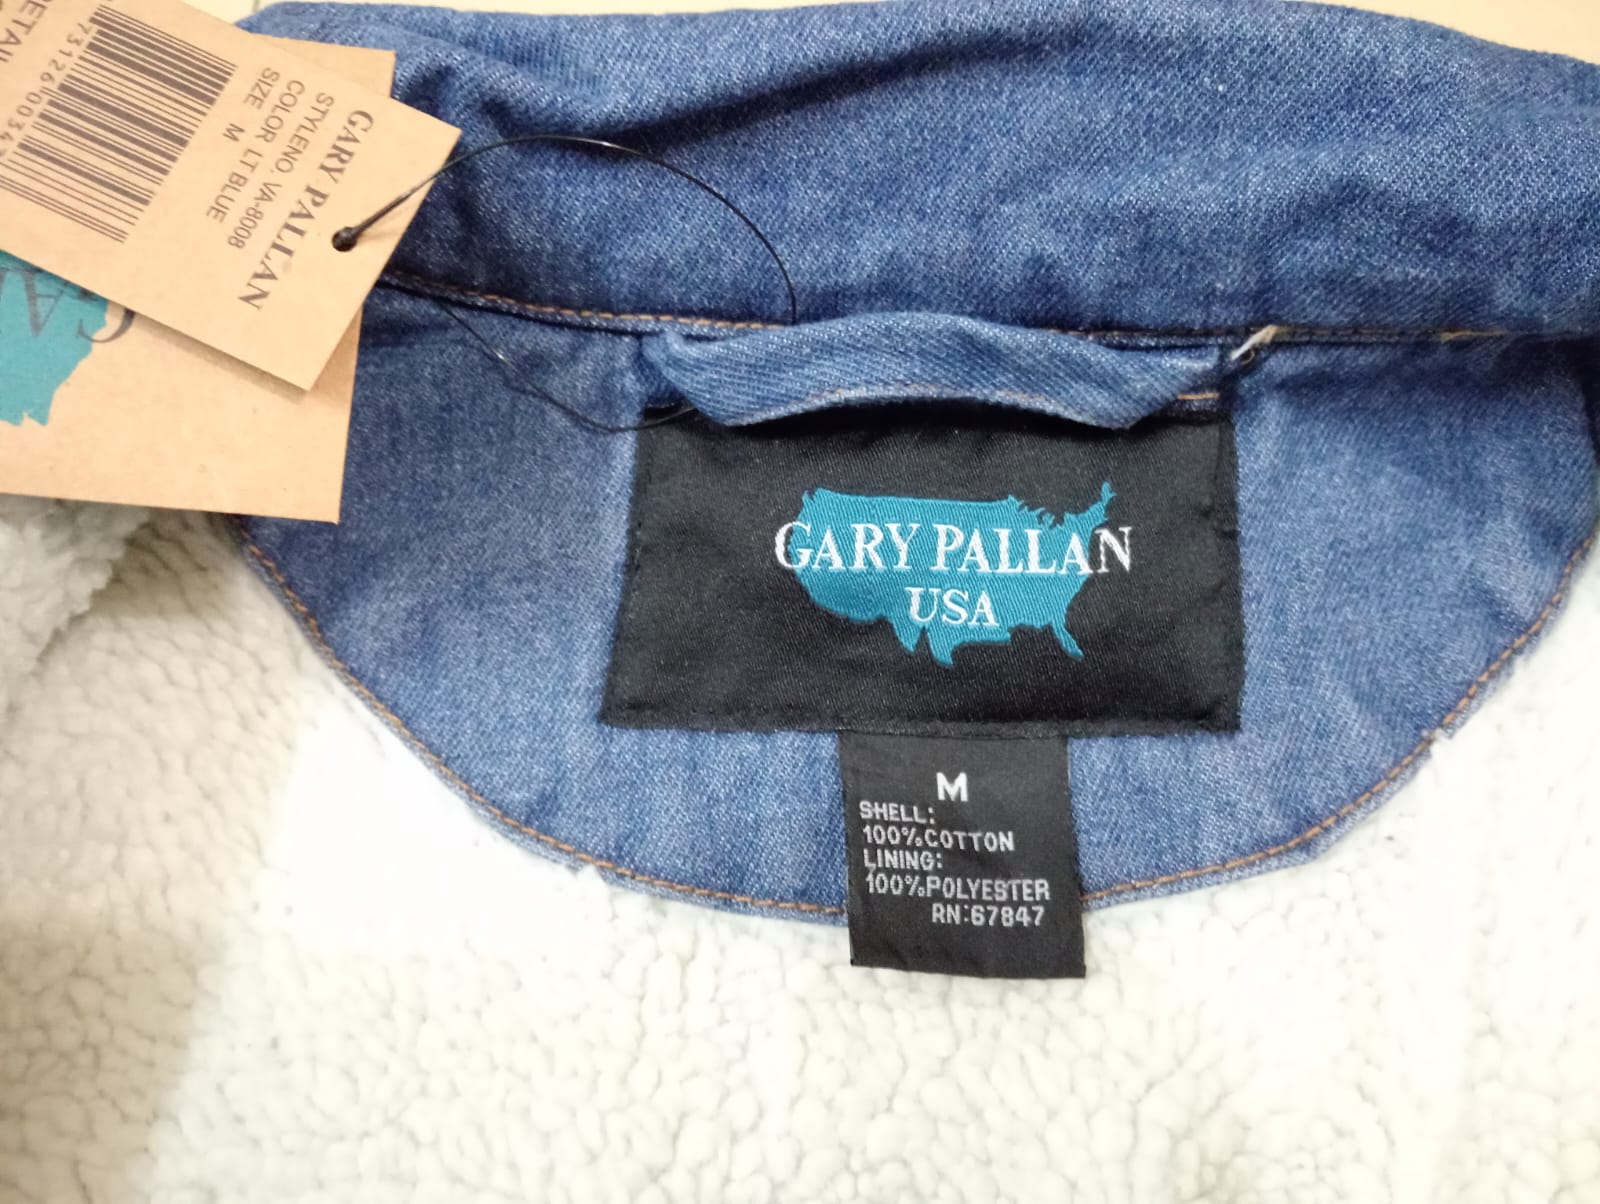 GARY PALLAN
STYLENO. VA-8008
COLOR LT BLUE
SIZE M
GARY PALLAN
USA
M
SHELL:
100%COTTON
LINING:
100%POLYESTER
RN:67847